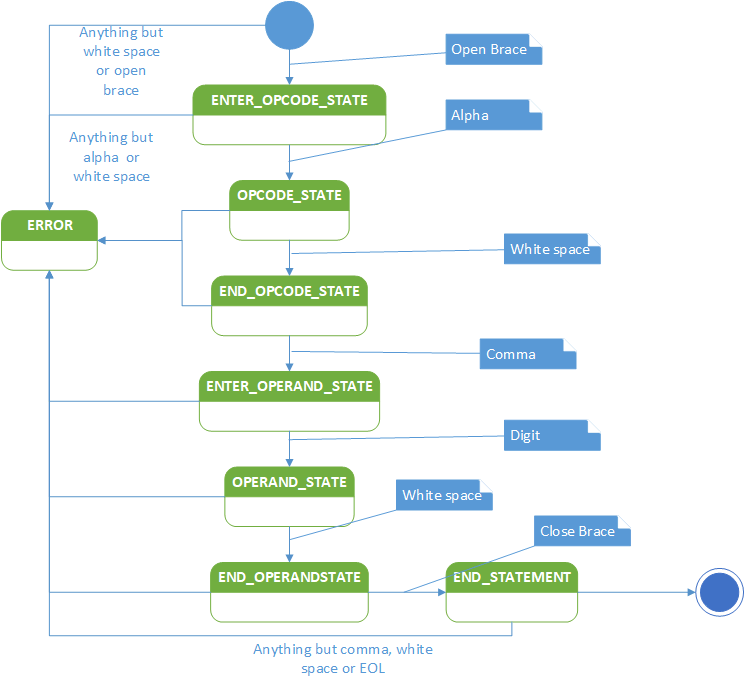 Anything but
white space
or open
brace
Open Brace
ENTER_OPCODE_STATE
Alpha
Anything but
alpha or
white space
OPCODE_STATE
ERROR
White space
END_OPCODE_STATE
Comma
ENTER_OPERAND_STATE
Digit
OPERAND_STATE
White space
Close Brace
END_OPERANDSTATE
END_STATEMENT
Anything but comma, white
space or EOL